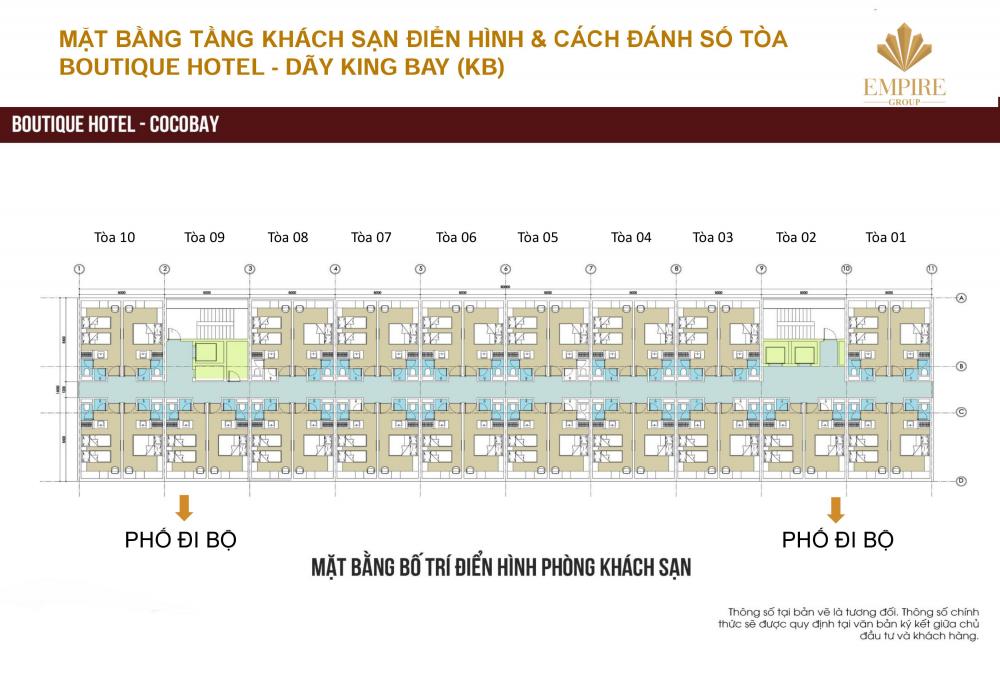 MẶT BẰNG TẦNG KHÁCH SẠN ĐIỂN HÌNH & CÁCH ĐÁNH SỐ TÒA
BOUTIQUE HOTEL - DÃY KING BAY (KB)
EMPIRE
GROUP
BOUTIQUE HOTEL - COCOBAY
Tòa 10 Tòa 09 Tòa 08 Tòa 07 Tòa 06 Tòa 05 Tòa 04 Tòa 03 Tòa 02 Tòa 01
1 2 3 4 5 6 7 8 9 10 11
A
B
C
D
PHỐ ĐI BỘ PHỐ ĐI BỘ
MẶT BẰNG BỐ TRÍ ĐIỂN HÌNH PHÒNG KHÁCH SẠN
Thông số tại bản vẽ là tương đối. Thông số chính
thức sẽ được quy định tại văn bản ký kết giữa chủ
đầu tư và khách hàng.